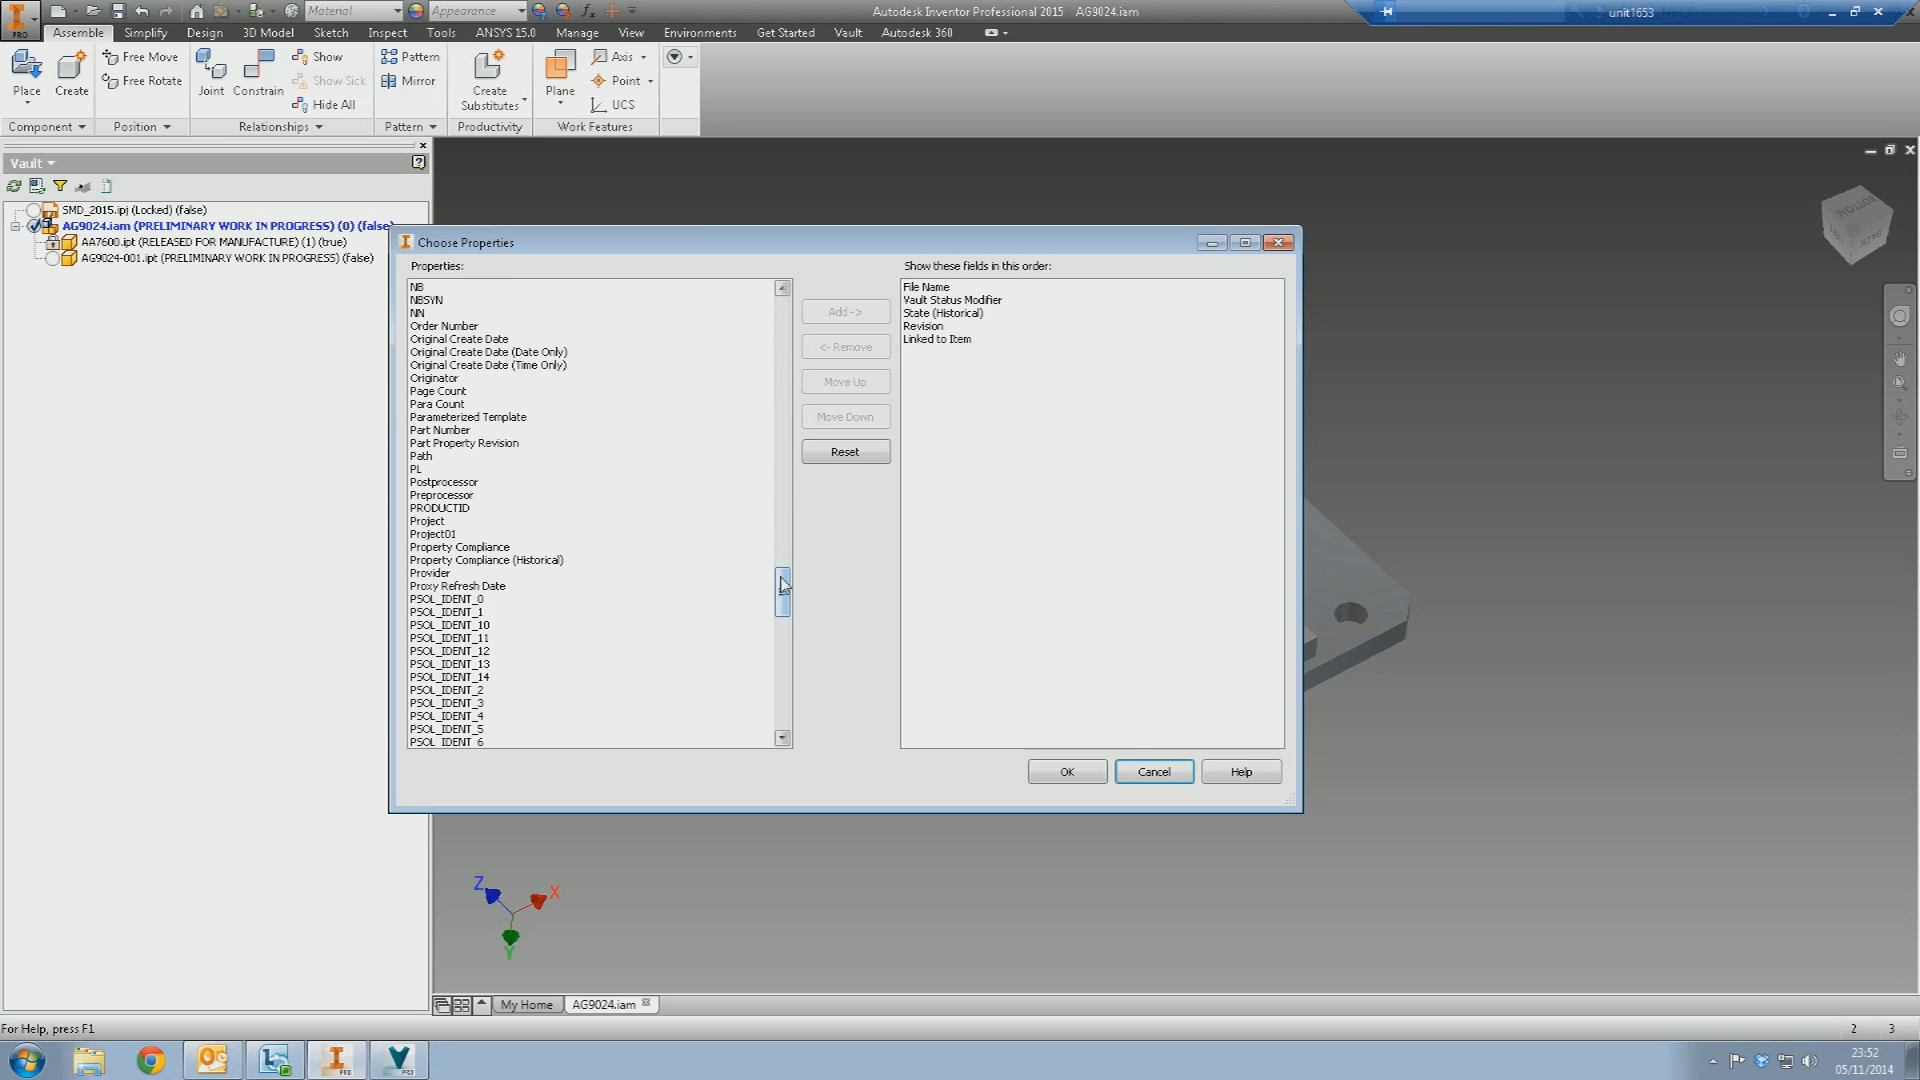 Material
Appearance
Autodesk Inventor Professional 2015 AG9024.iam
unit1653
PRO
Assemble Simplify Design 3D Model Sketch Inspect Tools ANSYS 15.0 Manage View Environments Get Started Vault Autodesk 360
Place
Create
Free Move
Free Rotate
Joint
Constrain
Show
Show Sick
Hide All
Pattern
Mirror
Create
Substitutes
Plane
Axis
Point
UCS
Component
Position
Relationships
Pattern
Productivity
Work Features
Vault
SMD_2015.ipj (Locked) (false)
AG9024.iam (PRELIMINARY WORK IN PROGRESS) (0) (false)
AA7600.ipt (RELEASED FOR MANUFACTURE) (1) (true)
AG9024-001.ipt (PRELIMINARY WORK IN PROGRESS) (false)
Choose Properties
Properties:
NB
NBSYN
NN
Order Number
Original Create Date
Original Create Date (Date Only)
Original Create Date (Time Only)
Originator
Page Count
Para Count
Parameterized Template
Part Number
Part Property Revision
Path
PL
Postprocessor
Preprocessor
PRODUCTID
Project
Project01
Property Compliance
Property Compliance (Historical)
Provider
Proxy Refresh Date
PSOL_IDENT_0
PSOL_IDENT_1
PSOL_IDENT_10
PSOL_IDENT_11
PSOL_IDENT_12
PSOL_IDENT_13
PSOL_IDENT_14
PSOL_IDENT_2
PSOL_IDENT_3
PSOL_IDENT_4
PSOL_IDENT_5
PSOL_IDENT_6
Add ->
<- Remove
Move Up
Move Down
Reset
Show these fields in this order:
File Name
Vault Status Modifier
State (Historical)
Revision
Linked to Item
OK
Cancel
Help
BOTTOM
BACK
Z
X
Y
My Home
AG9024.iam
For Help, press F1
2 3
PRO
PRO
23:52
05/11/2014